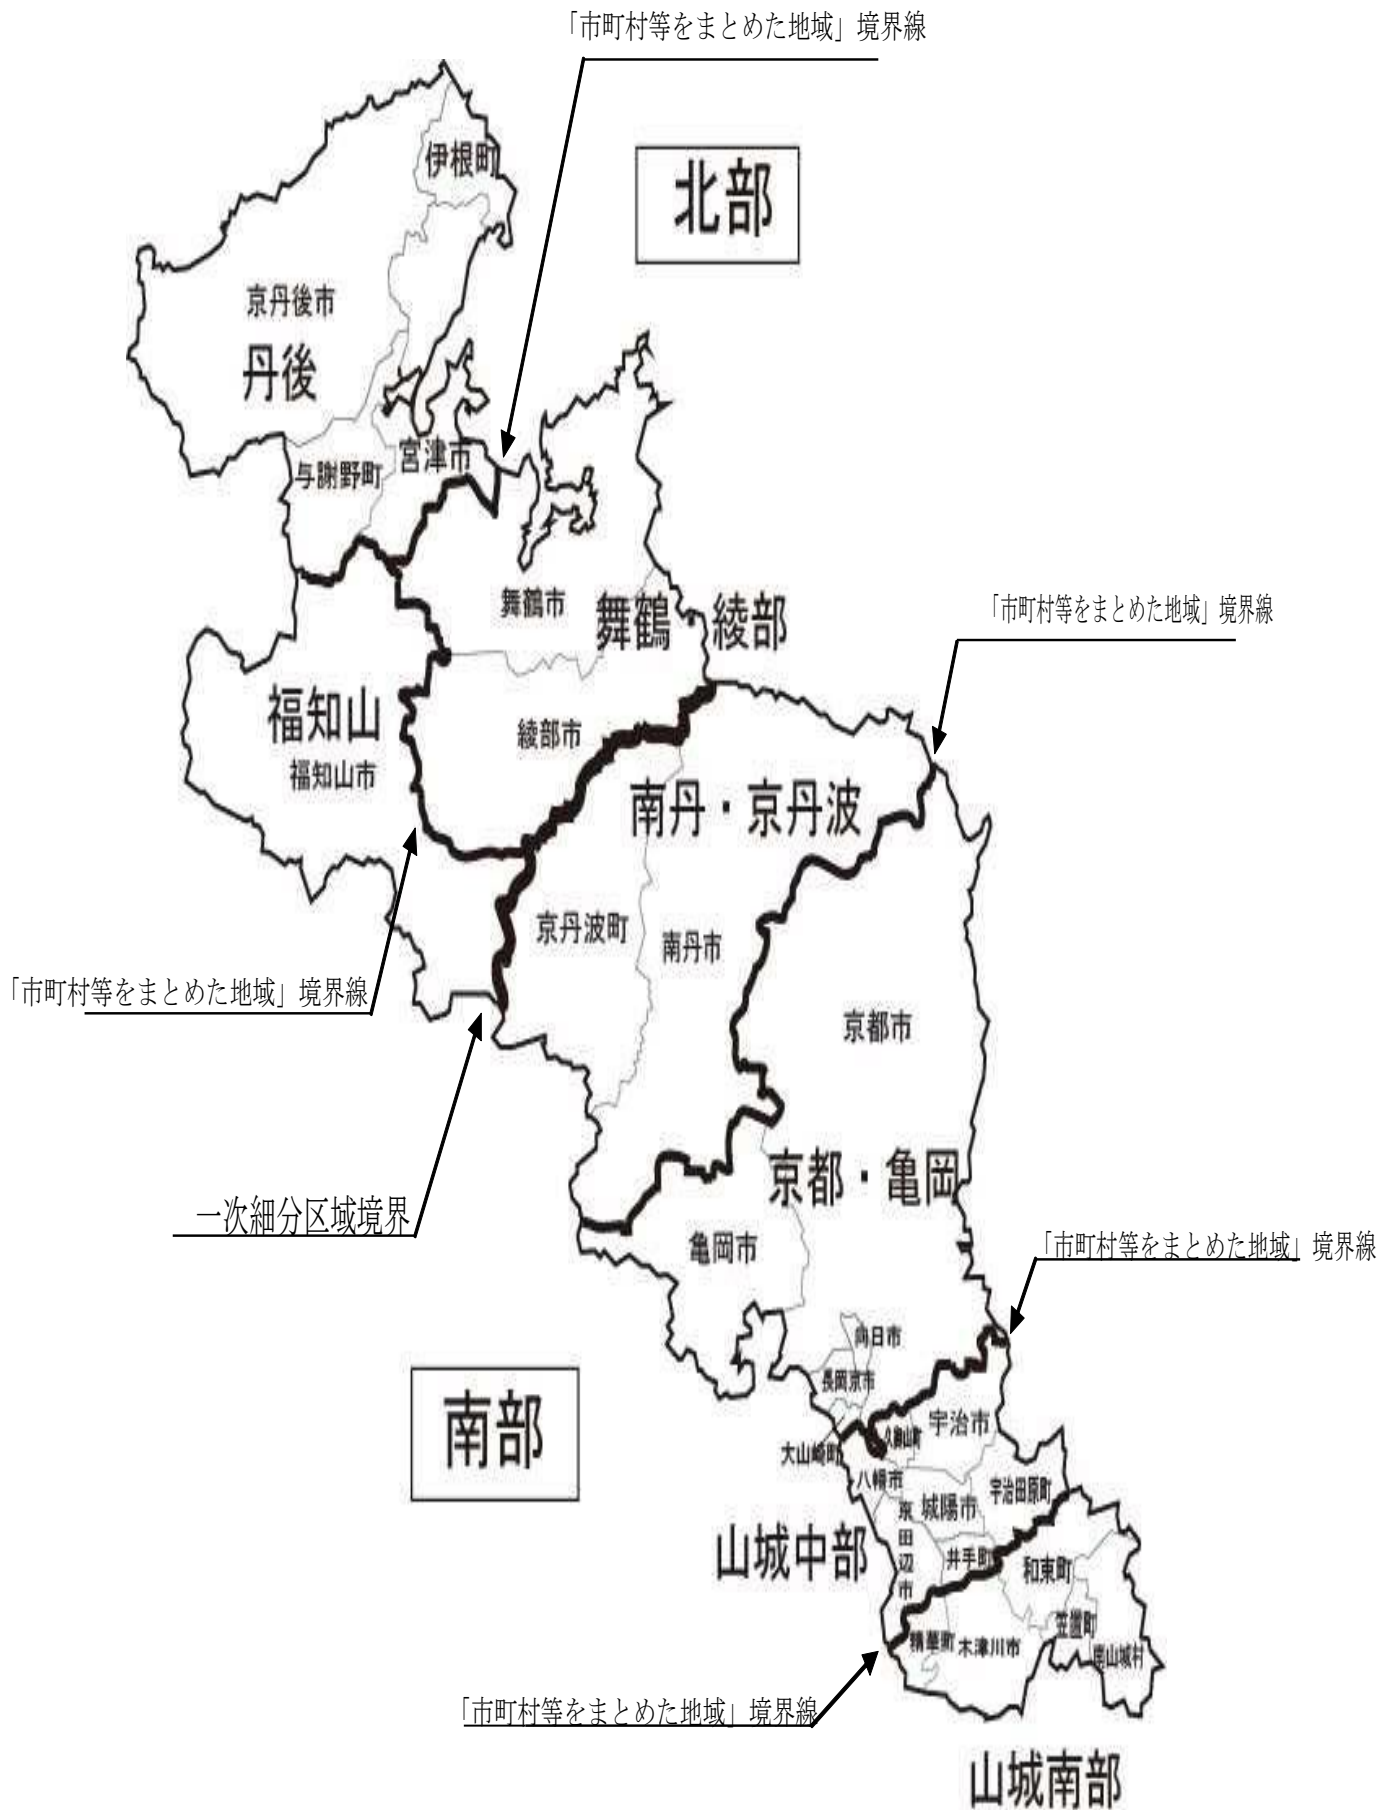 「市町村等をまとめた地域」境界線
北部
伊根町
京丹後市
丹後
宮津市
与謝野町
舞鶴市
舞鶴 綾部
「市町村等をまとめた地域」境界線
福知山
福知山市
綾部市
南丹・京丹波
京丹波町
南丹市
「市町村等をまとめた地域」境界線
京都市
京都・亀岡
一次細分区域境界
亀岡市
「市町村等をまとめた地域」境界線
向日市
長岡京市
南部
宇治市
久御山町
大山崎町
八幡市
宇治田原町
城陽市
京田辺市
山城中部
井手町
和束町
笠置町
精華町
木津川市
南山城村
「市町村等をまとめた地域」境界線
山城南部